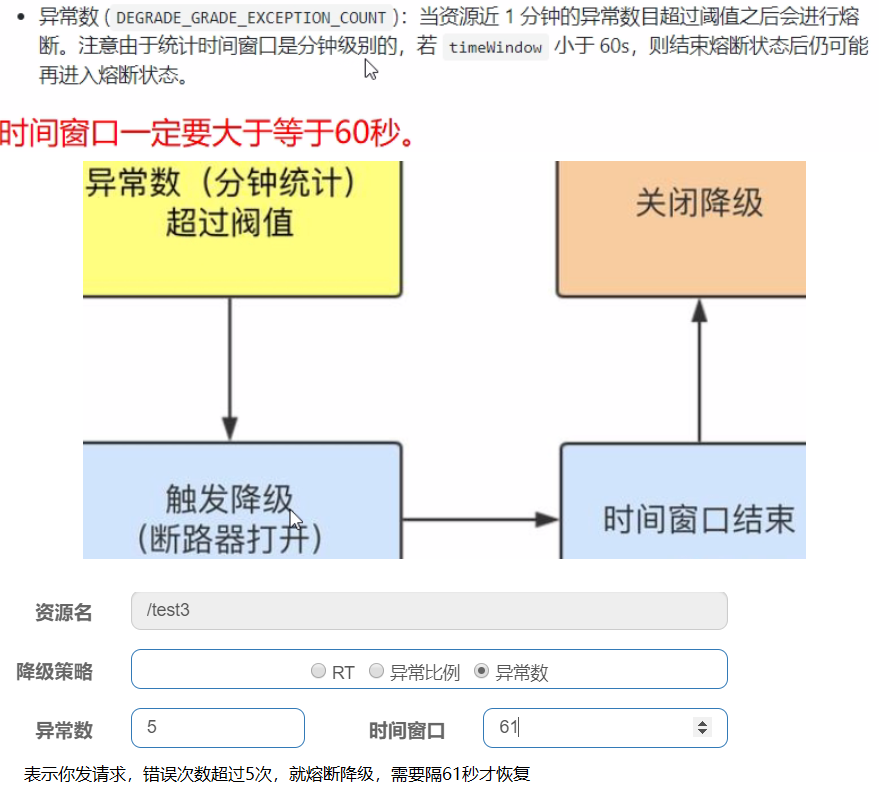 • 异常数 ( DEGRADE_GRADE_EXCEPTION_COUNT )：当资源近 1 分钟的异常数目超过阈值之后会进行熔
断。注意由于统计时间窗口是分钟级别的，若 timeWindow 小于 60s，则结束熔断状态后仍可能
再进入熔断状态。
时间窗口一定要大于等于60秒。
异常数（分钟统计）
超过阀值
关闭降级
触发降级
（断路器打开）
时间窗口结束
资源名 /test3
降级策略 RT 异常比例 异常数
异常数 5 时间窗口 61
表示你发请求，错误次数超过5次，就熔断降级，需要隔61秒才恢复